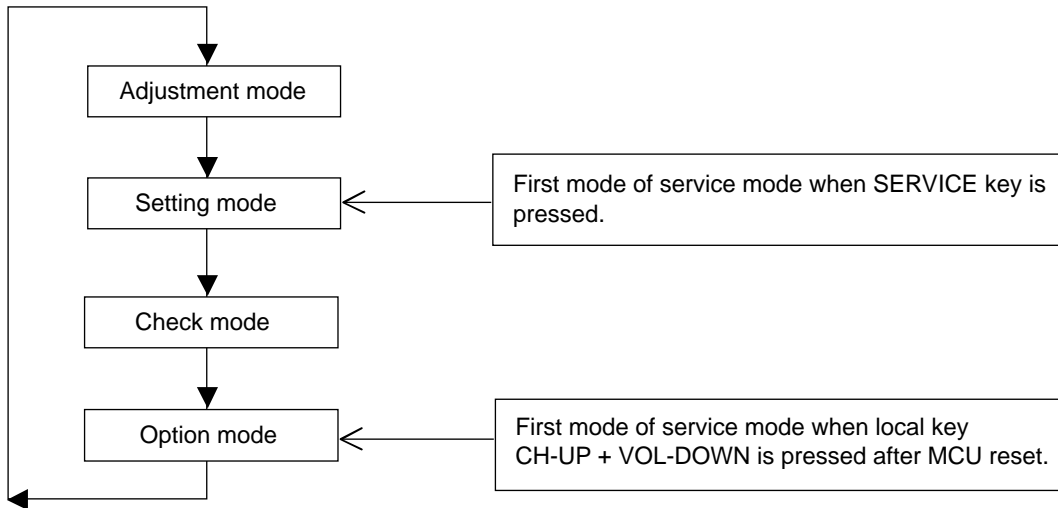 Adjustment mode
Setting mode
First mode of service mode when SERVICE key is
pressed.
Check mode
Option mode
First mode of service mode when local key
CH-UP + VOL-DOWN is pressed after MCU reset.